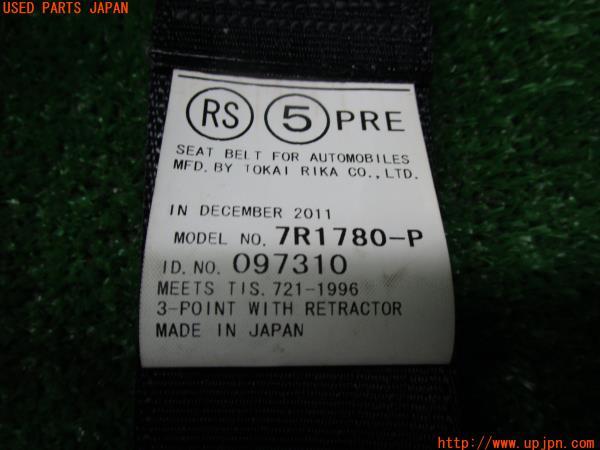 USED PARTS JAPAN
RS 5 PRE
SEAT BELT FOR AUTOMOBILES
MFD. BY TOKAI RIKA CO., LTD.
IN DECEMBER 2011
MODEL NO. 7R1780-P
ID. NO. 097310
MEETS TIS. 721-1996
3-POINT WITH RETRACTOR
MADE IN JAPAN
http://www.upjpn.com/